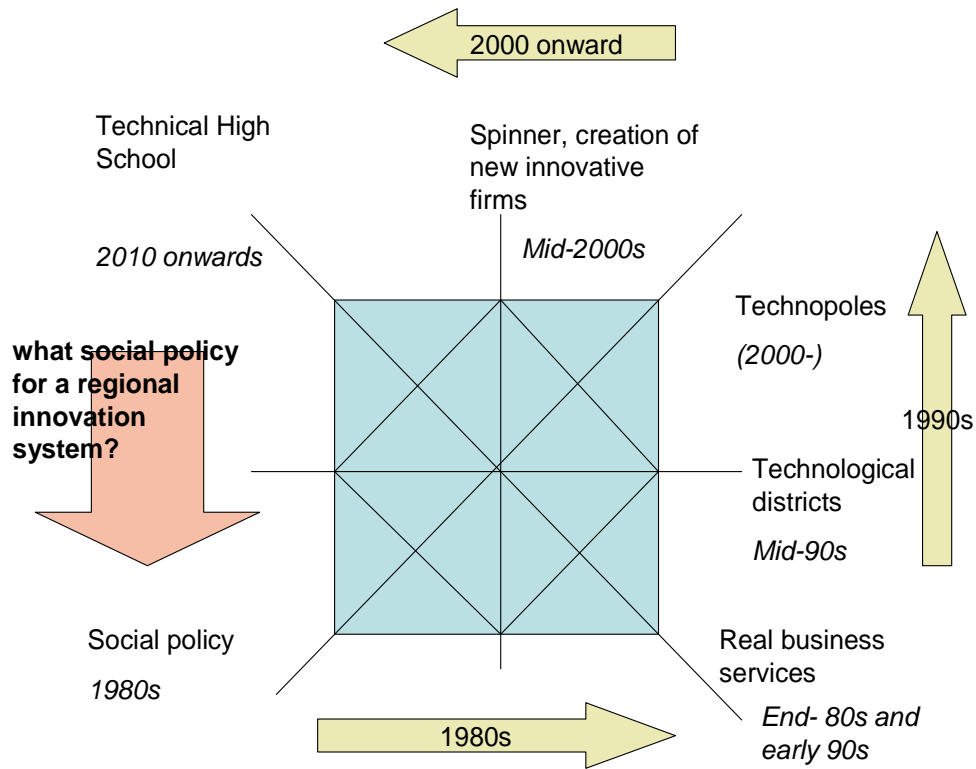 2000 onward
Technical High
School
2010 onwards
Spinner, creation of
new innovative
firms
Mid-2000s
Technopoles
(2000-)
1990s
what social policy
for a regional
innovation
system?
Technological
districts
Mid-90s
Social policy
1980s
Real business
services
End- 80s and
early 90s
1980s